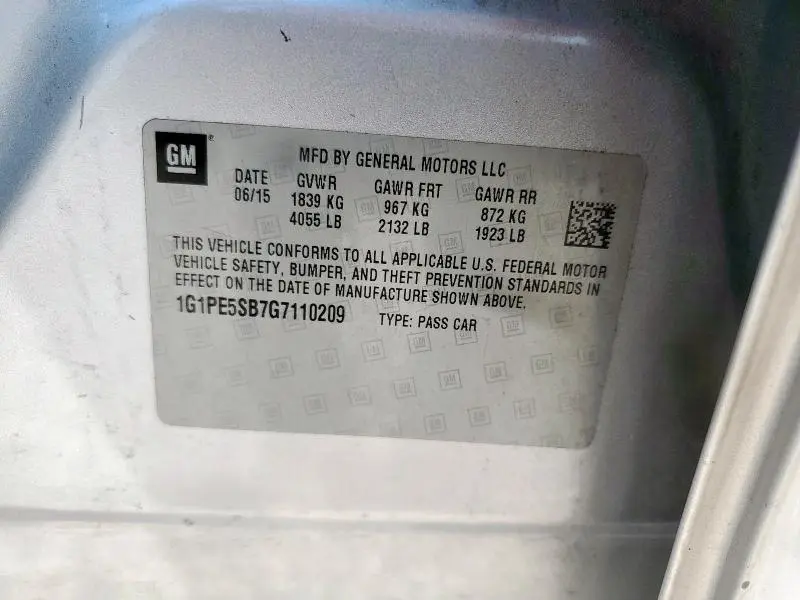 GM®
MFD BY GENERAL MOTORS LLC
DATE GVWR GAWR FRT GAWR RR
06/15 1839 KG 967 KG 872 KG
4055 LB 2132 LB 1923 LB
THIS VEHICLE CONFORMS TO ALL APPLICABLE U.S. FEDERAL MOTOR
VEHICLE SAFETY, BUMPER, AND THEFT PREVENTION STANDARDS IN
EFFECT ON THE DATE OF MANUFACTURE SHOWN ABOVE.
1G1PE5SB7G7110209 TYPE: PASS CAR